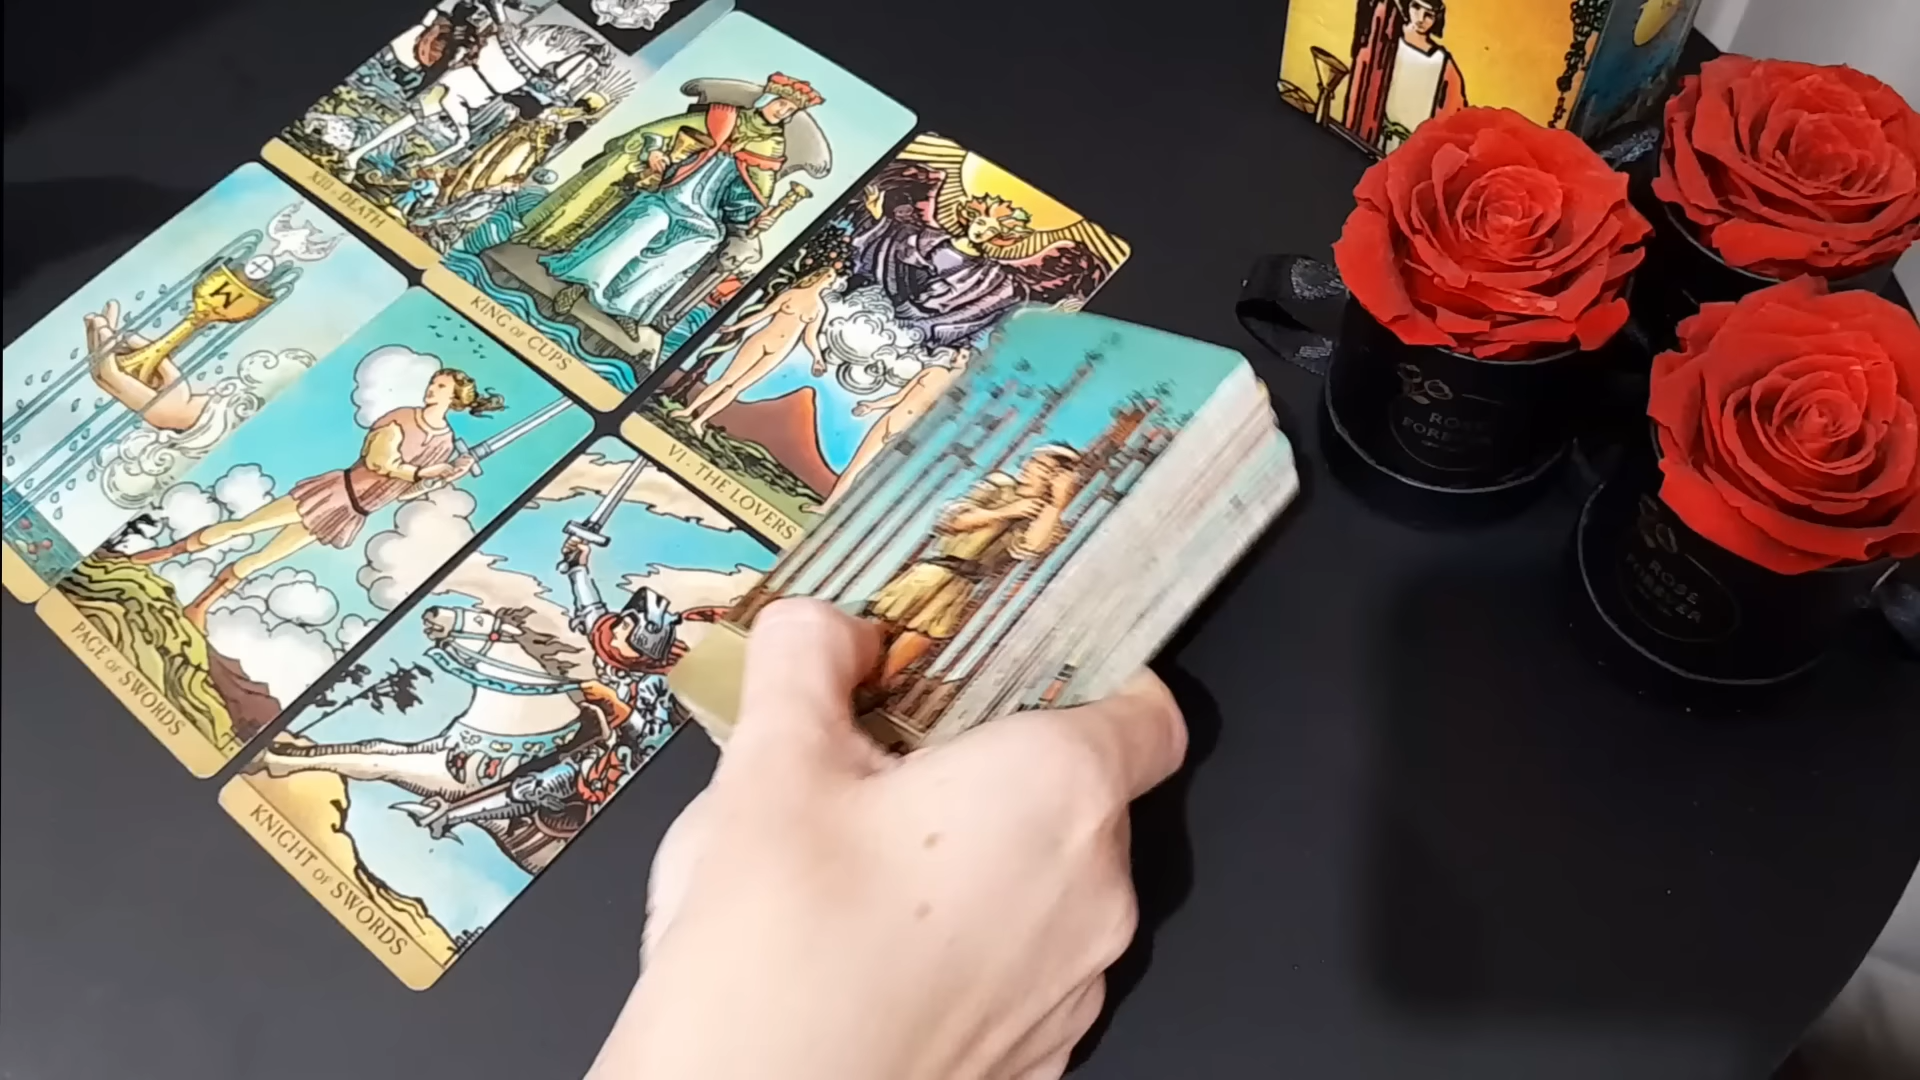 XIII - DEATH
KING OF CUPS
VI - THE LOVERS
PAGE OF SWORDS
KNIGHT OF SWORDS
ROSE
FOREVER
ROSE
FOREVER